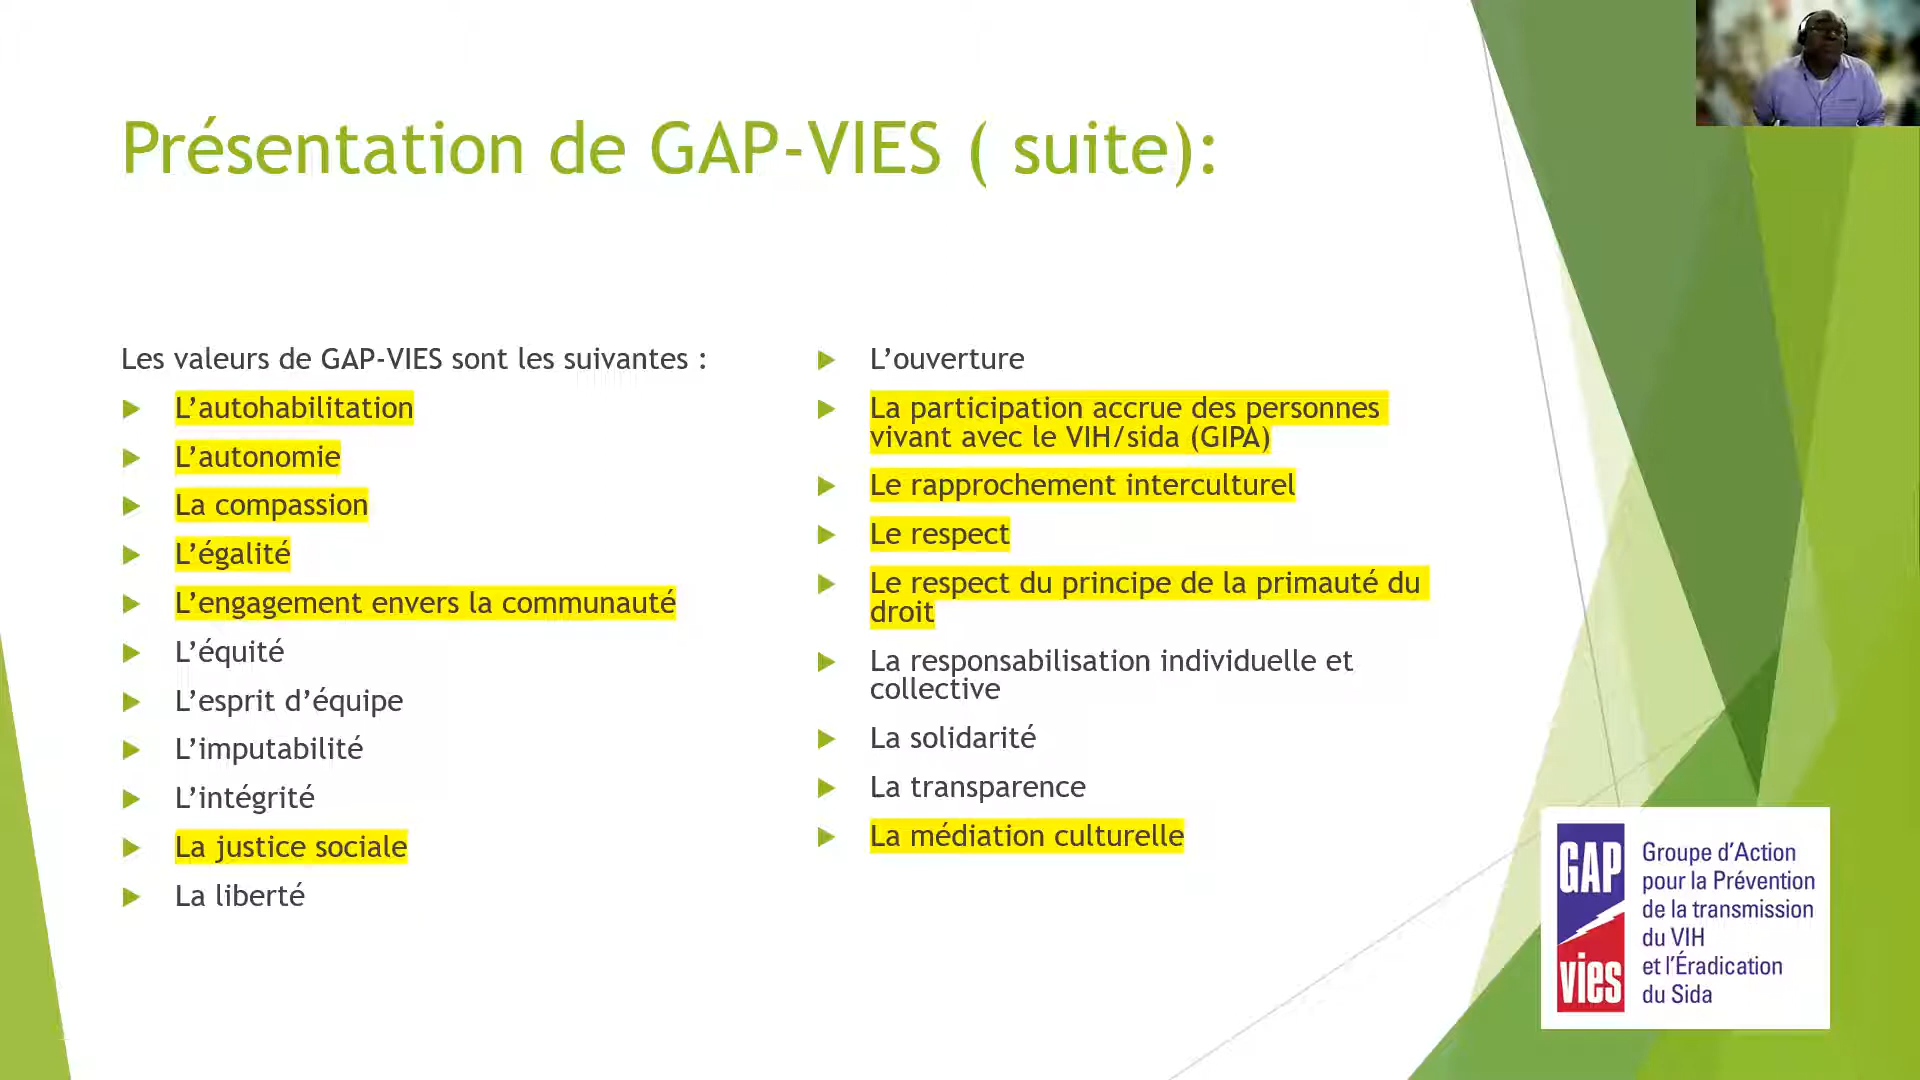 Présentation de GAP-VIES ( suite):
Les valeurs de GAP-VIES sont les suivantes :
L’autohabilitation
L’autonomie
La compassion
L’égalité
L’engagement envers la communauté
L’équité
L’esprit d’équipe
L’imputabilité
L’intégrité
La justice sociale
La liberté
L’ouverture
La participation accrue des personnes
vivant avec le VIH/sida (GIPA)
Le rapprochement interculturel
Le respect
Le respect du principe de la primauté du
droit
La responsabilisation individuelle et
collective
La solidarité
La transparence
La médiation culturelle
GAP
vies
Groupe d’Action
pour la Prévention
de la transmission
du VIH
et l’Éradication
du Sida